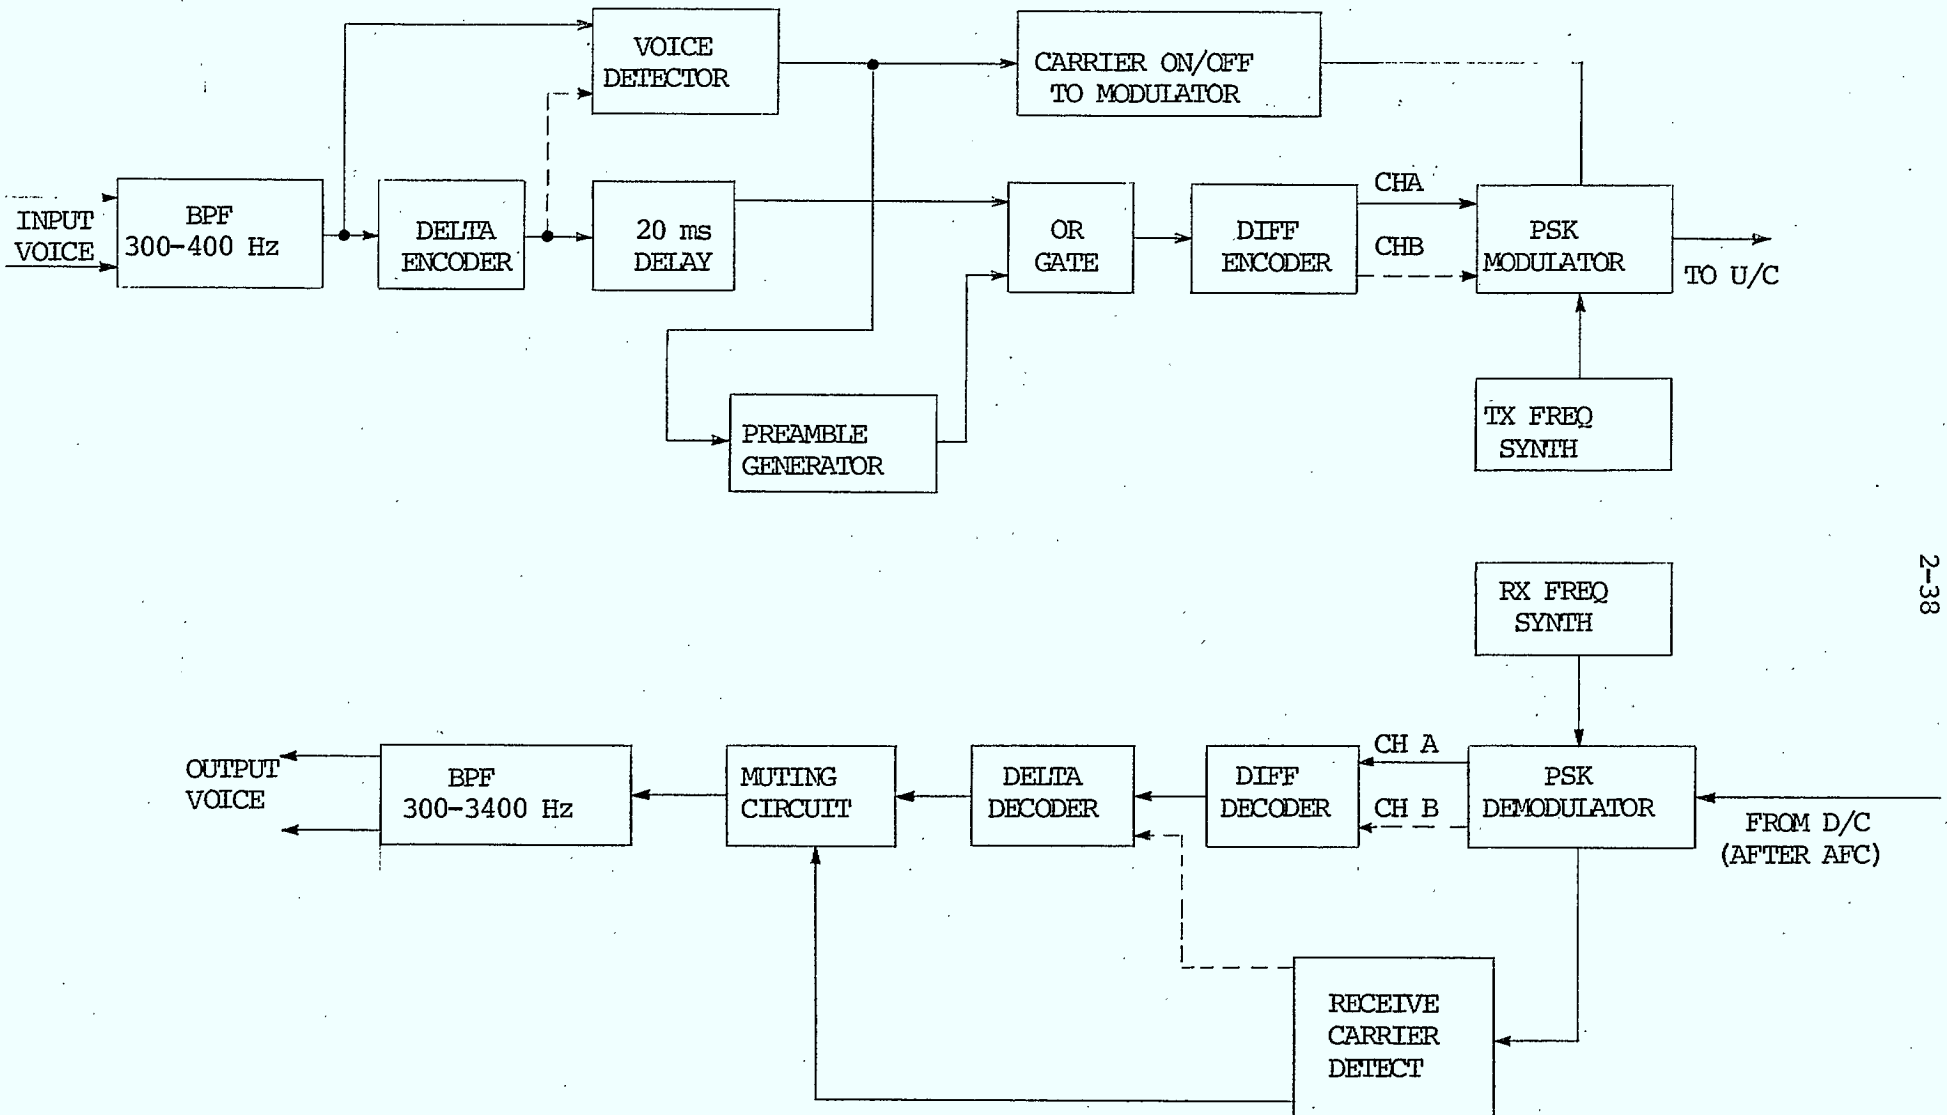 VOICE
DETECTOR
CARRIER ON/OFF
TO MODULATOR
INPUT
VOICE
BPF
300-400 Hz
DELTA
ENCODER
20 ms
DELAY
OR
GATE
DIFF
ENCODER
CHA
CHB
PSK
MODULATOR
TO U/C
PREAMBLE
GENERATOR
TX FREQ
SYNTH
RX FREQ
SYNTH
2-38
OUTPUT
VOICE
BPF
300-3400 Hz
MUTING
CIRCUIT
DELTA
DECODER
DIFF
DECODER
CH A
CH B
PSK
DEMODULATOR
FROM D/C
(AFTER AFC)
RECEIVE
CARRIER
DETECT